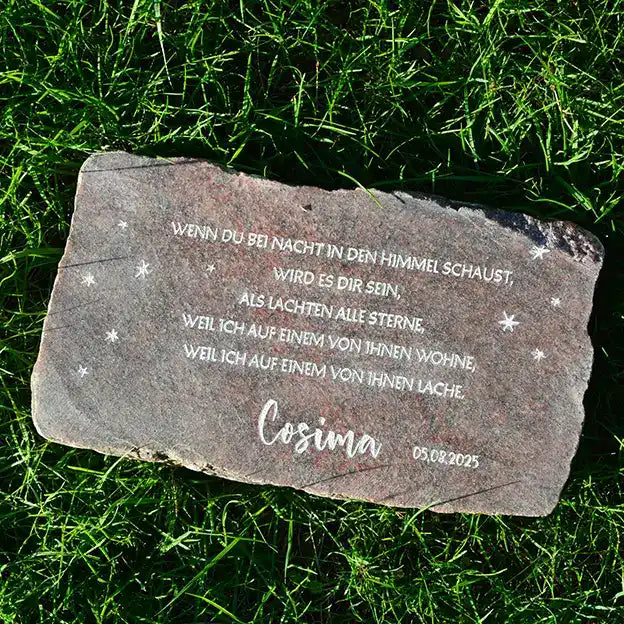 WENN DU BEI NACHT IN DEN HIMMEL SCHAUST,
WIRD ES DIR SEIN,
ALS LACHTEN ALLE STERNE,
WEIL ICH AUF EINEM VON IHNEN WOHNE,
WEIL ICH AUF EINEM VON IHNEN LACHE.
Cosima
05.08.2025